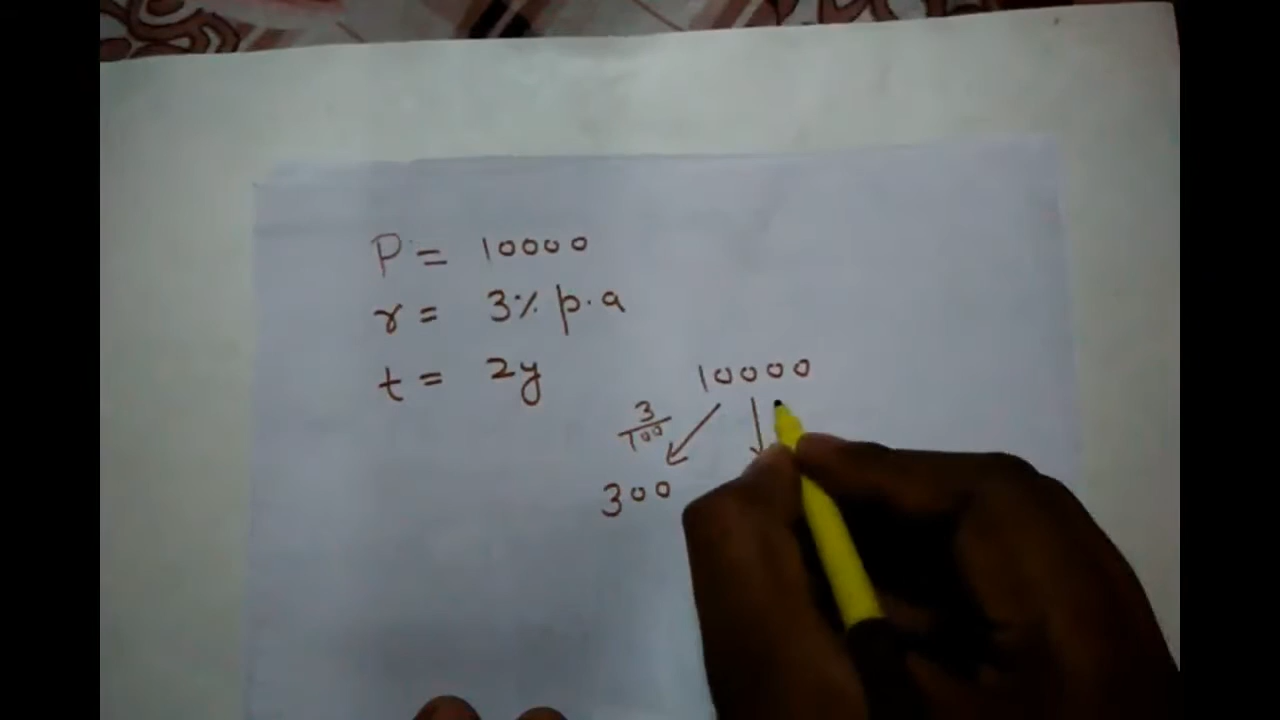 P = 10000
r = 3% p.a
t = 2y
10000
3/100
300